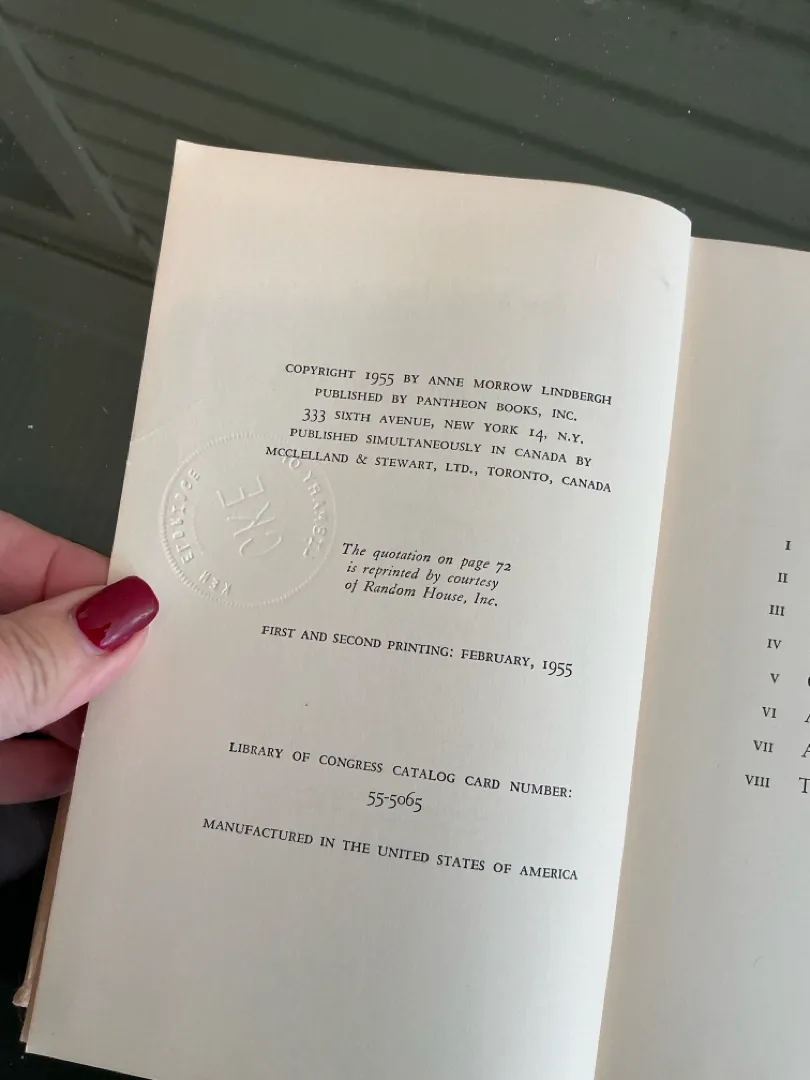 COPYRIGHT 1955 BY ANNE MORROW LINDBERGH
PUBLISHED BY PANTHEON BOOKS, INC.
333 SIXTH AVENUE, NEW YORK 14, N.Y.
PUBLISHED SIMULTANEOUSLY IN CANADA BY
MCCLELLAND & STEWART, LTD., TORONTO, CANADA
The quotation on page 72
is reprinted by courtesy
of Random House, Inc.
FIRST AND SECOND PRINTING: FEBRUARY, 1955
LIBRARY OF CONGRESS CATALOG CARD NUMBER:
55-5065
MANUFACTURED IN THE UNITED STATES OF AMERICA
I
II
III
IV
V
VI A
VII A
VIII T